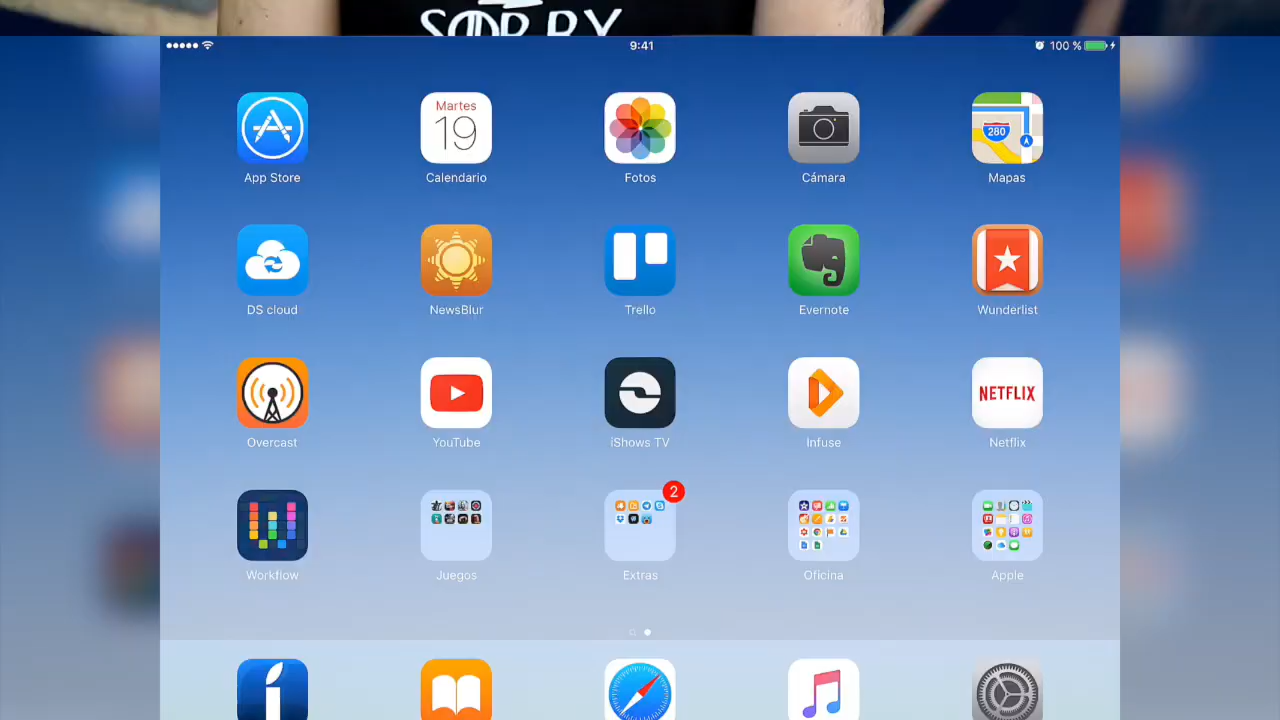 SORRY
9:41
100 %
Martes
19
280
App Store
Calendario
Fotos
Cámara
Mapas
DS cloud
NewsBlur
Trello
Evernote
Wunderlist
NETFLIX
Overcast
YouTube
iShows TV
Infuse
Netflix
2
Workflow
Juegos
Extras
Oficina
Apple
i